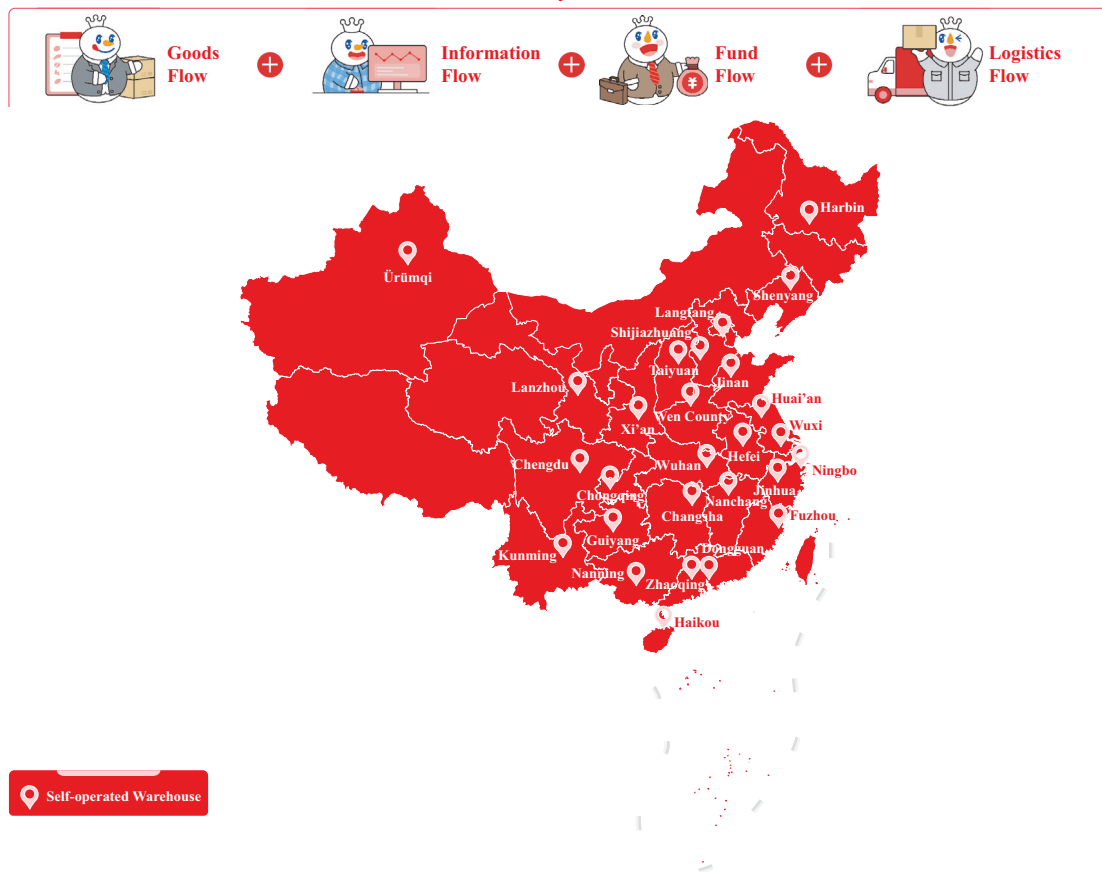 Goods
Flow
Information
Flow
Fund
Flow
¥
Logistics
Flow
Harbin
Ürümqi
Shenyang
Langfang
Shijiazhuang
Taiyuan
Jinan
Lanzhou
Huai’an
Wen County
Xi’an
Wuxi
Hefei
Chengdu
Wuhan
Ningbo
Chongqing
Nanchang
Jinhua
Changsha
Fuzhou
Guiyang
Dongguan
Kunming
Nanning
Zhaoqing
Haikou
Self-operated Warehouse